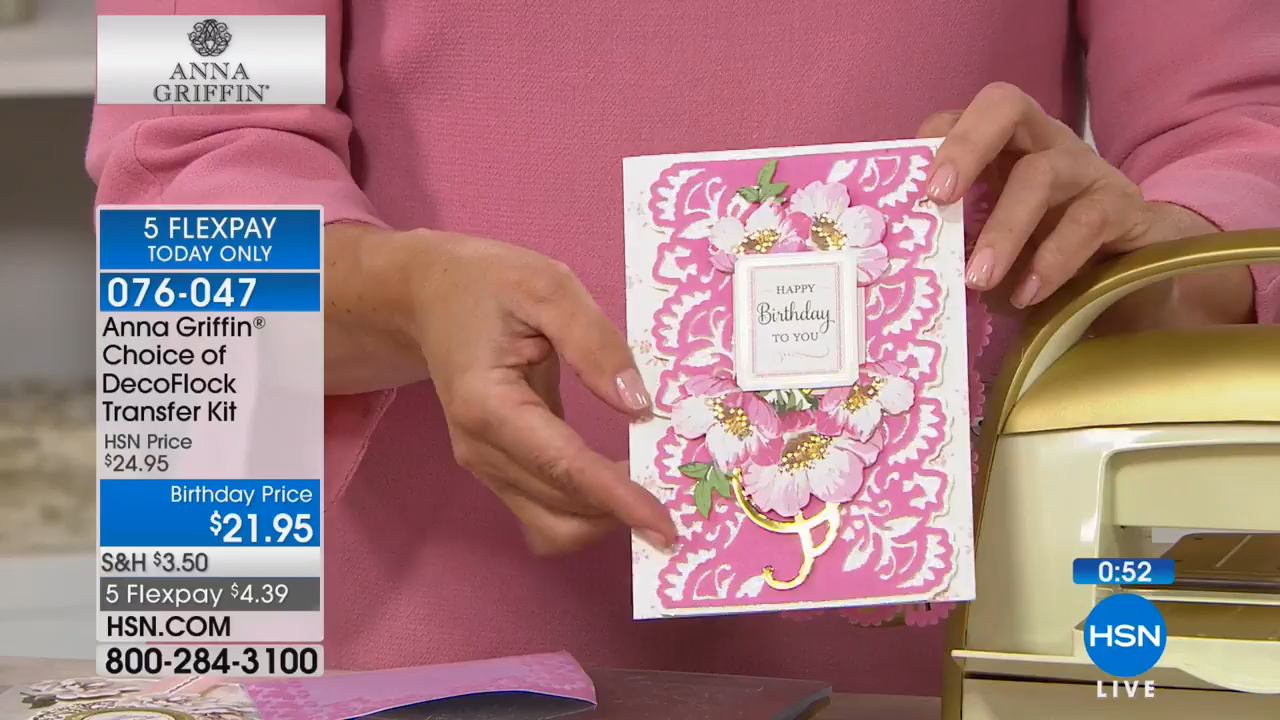 ANNA
GRIFFIN®
5 FLEXPAY
TODAY ONLY
076-047
Anna Griffin®
Choice of
DecoFlock
Transfer Kit
HSN Price
$24.95
Birthday Price
$21.95
S&H $3.50
5 Flexpay $4.39
HSN.COM
800-284-3100
HAPPY
Birthday
TO YOU
0:52
HSN
LIVE